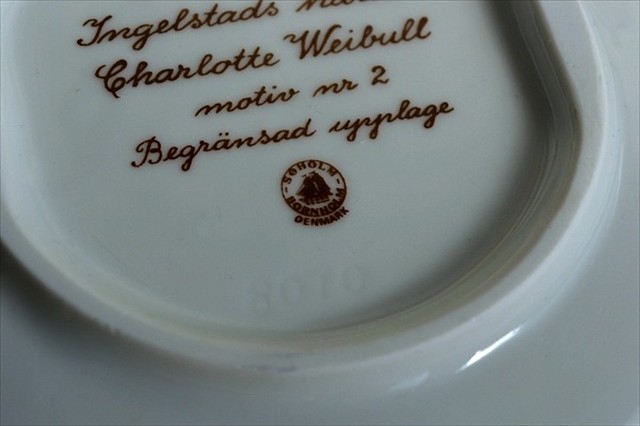 Ingelstads
Charlotte Weibull
motiv nr 2
Begränsad upplage
SØHOLM
BORNHOLM
DENMARK